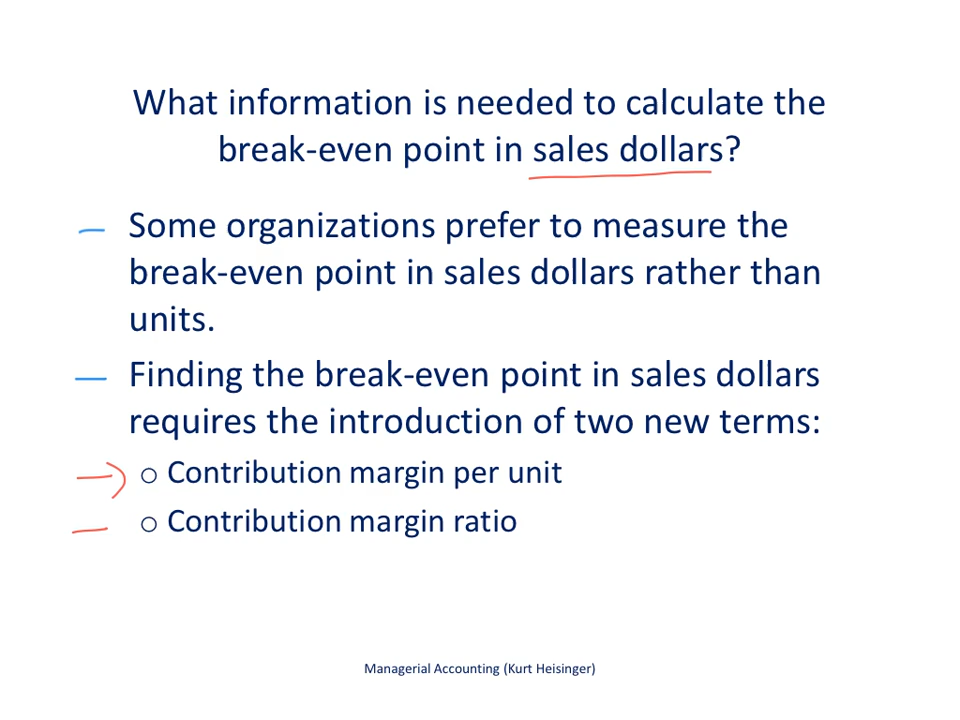 What information is needed to calculate the
break-even point in sales dollars?
Some organizations prefer to measure the
break-even point in sales dollars rather than
units.
Finding the break-even point in sales dollars
requires the introduction of two new terms:
o Contribution margin per unit
o Contribution margin ratio
Managerial Accounting (Kurt Heisinger)